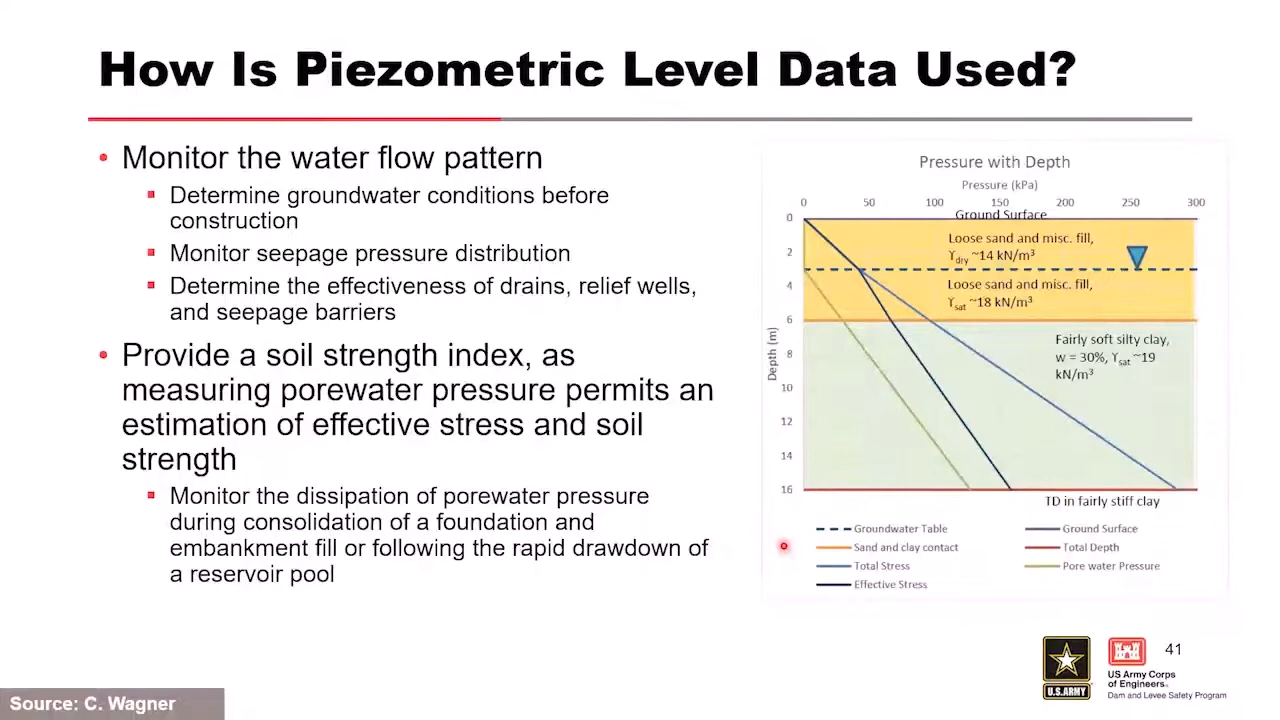 How Is Piezometric Level Data Used?
• Monitor the water flow pattern
▪ Determine groundwater conditions before
construction
▪ Monitor seepage pressure distribution
▪ Determine the effectiveness of drains, relief wells,
and seepage barriers
• Provide a soil strength index, as
measuring porewater pressure permits an
estimation of effective stress and soil
strength
▪ Monitor the dissipation of porewater pressure
during consolidation of a foundation and
embankment fill or following the rapid drawdown of
a reservoir pool
Pressure with Depth
Pressure (kPa)
0 50 100 150 200 250 300
Ground Surface
0
2
4
6
8
10
12
14
16
Depth (m)
Loose sand and misc. fill,
ϒdry ~14 kN/m³
Loose sand and misc. fill,
ϒsat ~18 kN/m³
Fairly soft silty clay,
w = 30%, ϒsat ~19
kN/m³
TD in fairly stiff clay
Groundwater Table
Ground Surface
Sand and clay contact
Total Depth
Total Stress
Pore water Pressure
Effective Stress
U.S.ARMY
US Army Corps
of Engineers®
Dam and Levee Safety Program
41
Source: C. Wagner